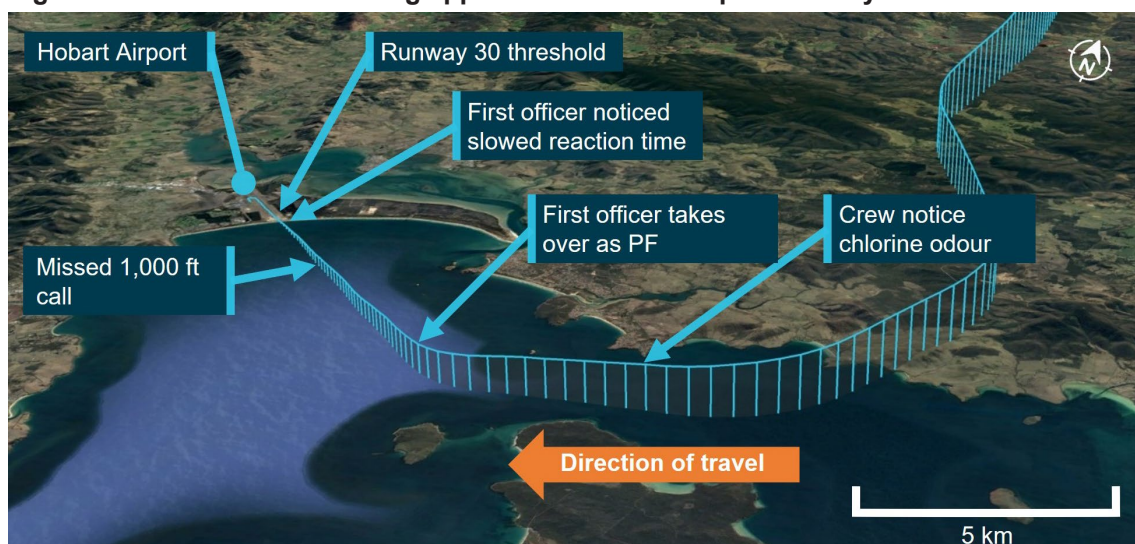 Hobart Airport
Runway 30 threshold
N
First officer noticed
slowed reaction time
First officer takes
over as PF
Crew notice
chlorine odour
Missed 1,000 ft
call
Direction of travel
5 km